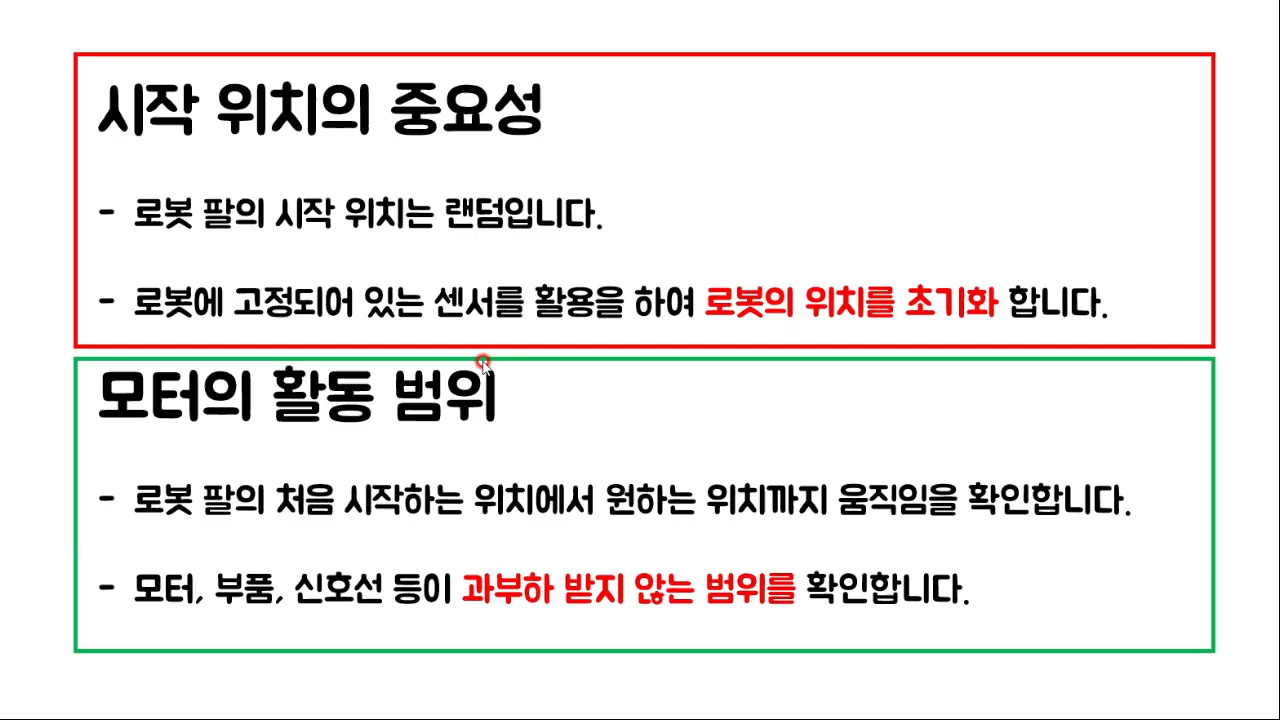 시작 위치의 중요성
- 로봇 팔의 시작 위치는 랜덤입니다.
- 로봇에 고정되어 있는 센서를 활용을 하여 로봇의 위치를 초기화 합니다.
모터의 활동 범위
- 로봇 팔의 처음 시작하는 위치에서 원하는 위치까지 움직임을 확인합니다.
- 모터, 부품, 신호선 등이 과부하 받지 않는 범위를 확인합니다.